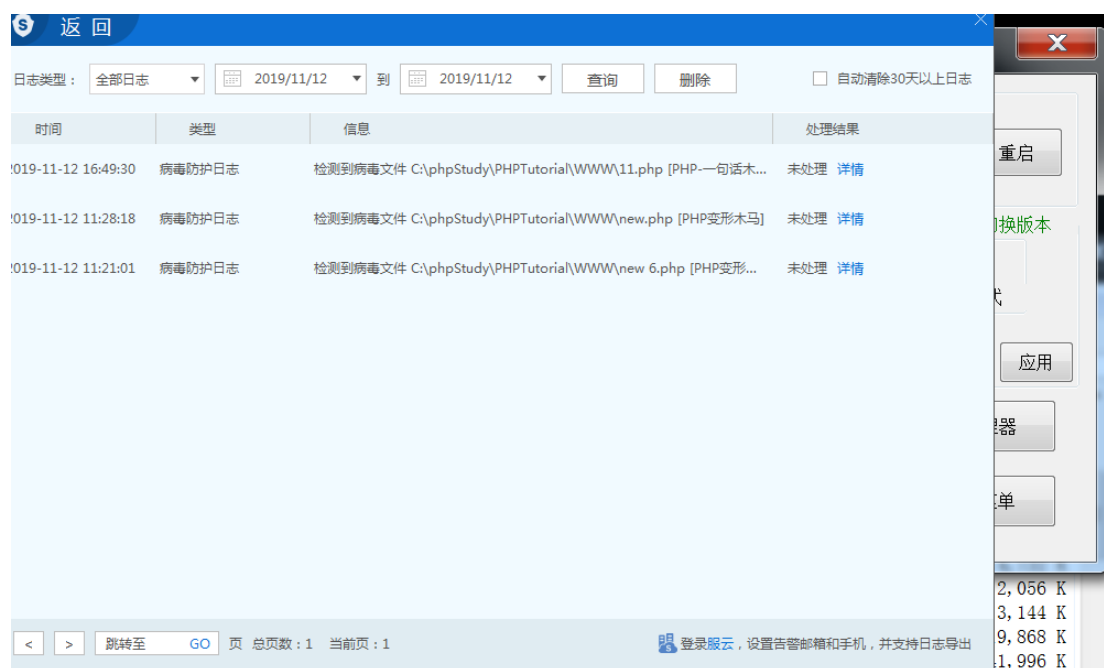 S 返 回
日志类型： 全部日志 2019/11/12 到 2019/11/12 查询 删除 自动清除30天以上日志
时间 类型 信息 处理结果
2019-11-12 16:49:30 病毒防护日志 检测到病毒文件 C:\phpStudy\PHPTutorial\WWW\11.php [PHP-一句话木... 未处理 详情
2019-11-12 11:28:18 病毒防护日志 检测到病毒文件 C:\phpStudy\PHPTutorial\WWW\new.php [PHP变形木马] 未处理 详情
2019-11-12 11:21:01 病毒防护日志 检测到病毒文件 C:\phpStudy\PHPTutorial\WWW\new 6.php [PHP变形... 未处理 详情
< > 跳转至 GO 页 总页数：1 当前页：1 登录服云，设置告警邮箱和手机，并支持日志导出
X
重启
换版本
式
应用
器
单
2,056 K
3,144 K
9,868 K
1,996 K